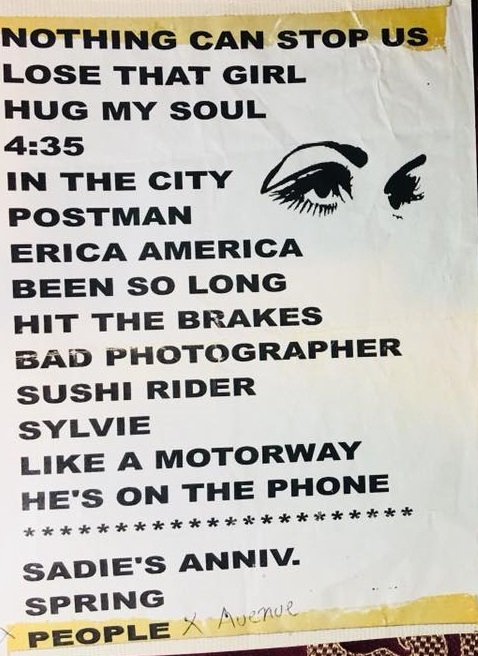 NOTHING CAN STOP US
LOSE THAT GIRL
HUG MY SOUL
4:35
IN THE CITY
POSTMAN
ERICA AMERICA
BEEN SO LONG
HIT THE BRAKES
BAD PHOTOGRAPHER
SUSHI RIDER
SYLVIE
LIKE A MOTORWAY
HE'S ON THE PHONE
**********************
SADIE'S ANNIV.
SPRING
x PEOPLE x Avenue